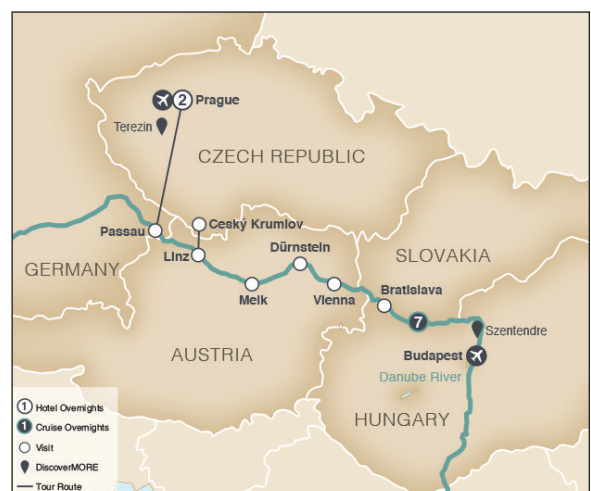 2 Prague
Terezin
CZECH REPUBLIC
Ceský Krumlov
Passau
Linz
Dürnstein
SLOVAKIA
GERMANY
Melk
Vienna
Bratislava
7
Szentendre
AUSTRIA
Budapest
Danube River
HUNGARY
1 Hotel Overnights
1 Cruise Overnights
Visit
DiscoverMORE
Tour Route